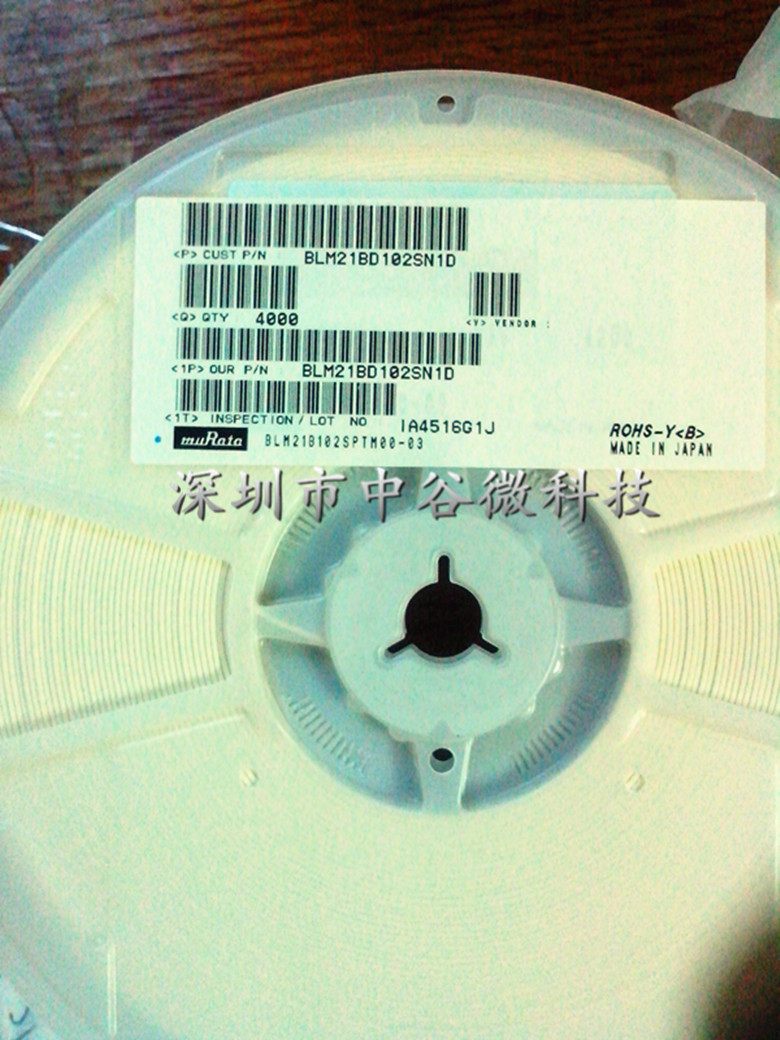 <P> CUST P/N BLM21BD102SN1D
<Q> QTY 4000
<V> VENDOR :
<1P> OUR P/N BLM21BD102SN1D
<1T> INSPECTION / LOT NO IA4516G1J
muRata BLM21B102SPTM00-03
ROHS-Y<B>
MADE IN JAPAN
深圳市中谷微科技